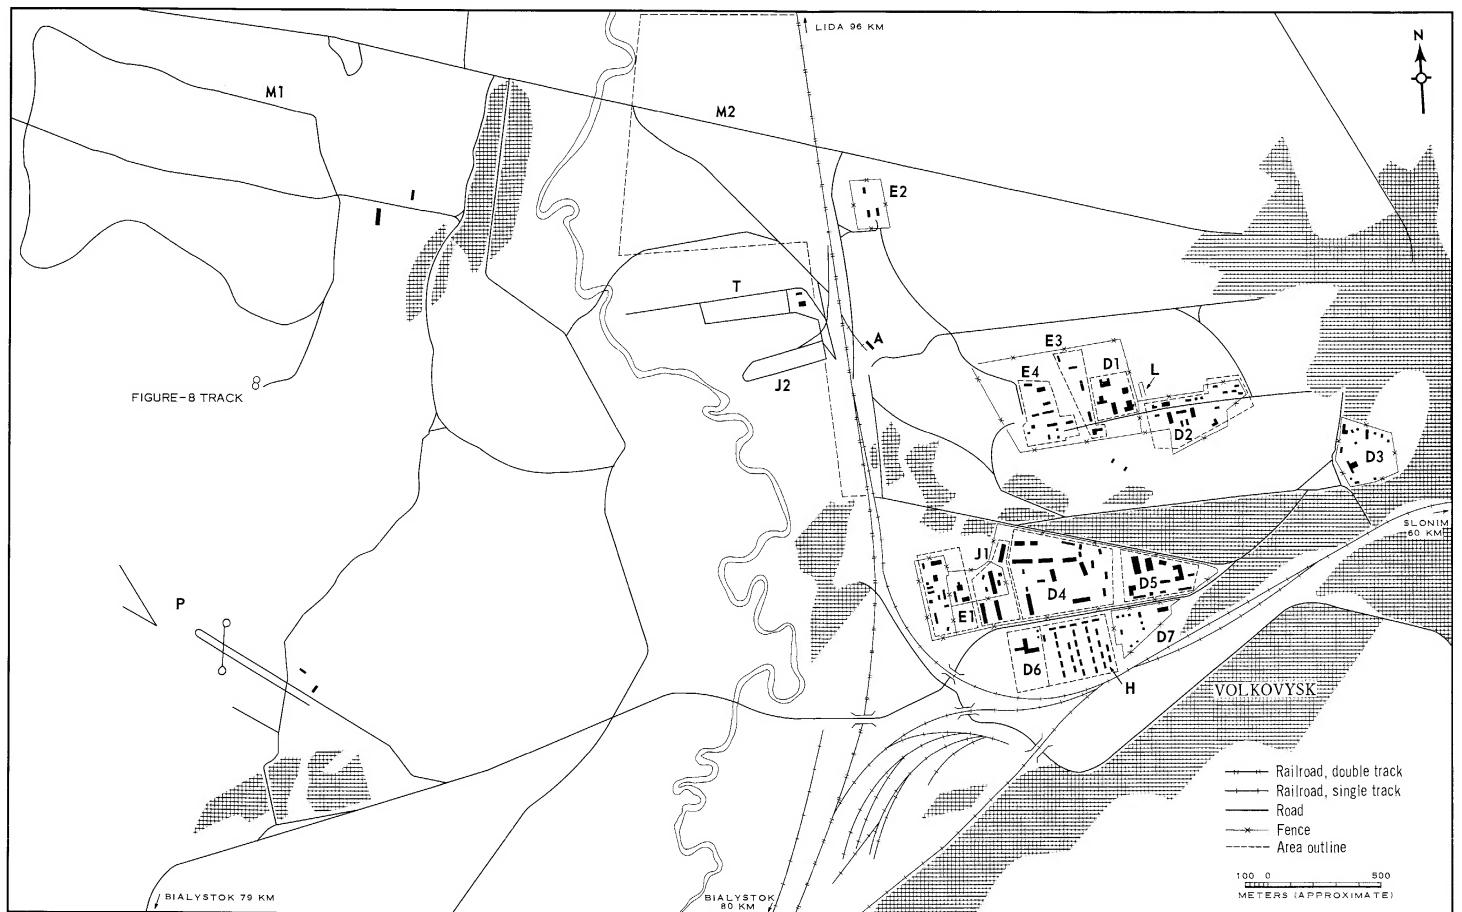 LIDA 96 KM
N
M1
M2
E2
T
A
E3
D1
L
E4
J2
FIGURE-8 TRACK
D2
D3
SLONIM
60 KM
J1
D4
D5
P
E1
D7
D6
H
VOLKOVYSK
Railroad, double track
Railroad, single track
Road
Fence
Area outline
100 0 500
METERS (APPROXIMATE)
BIALYSTOK 79 KM
BIALYSTOK
80 KM